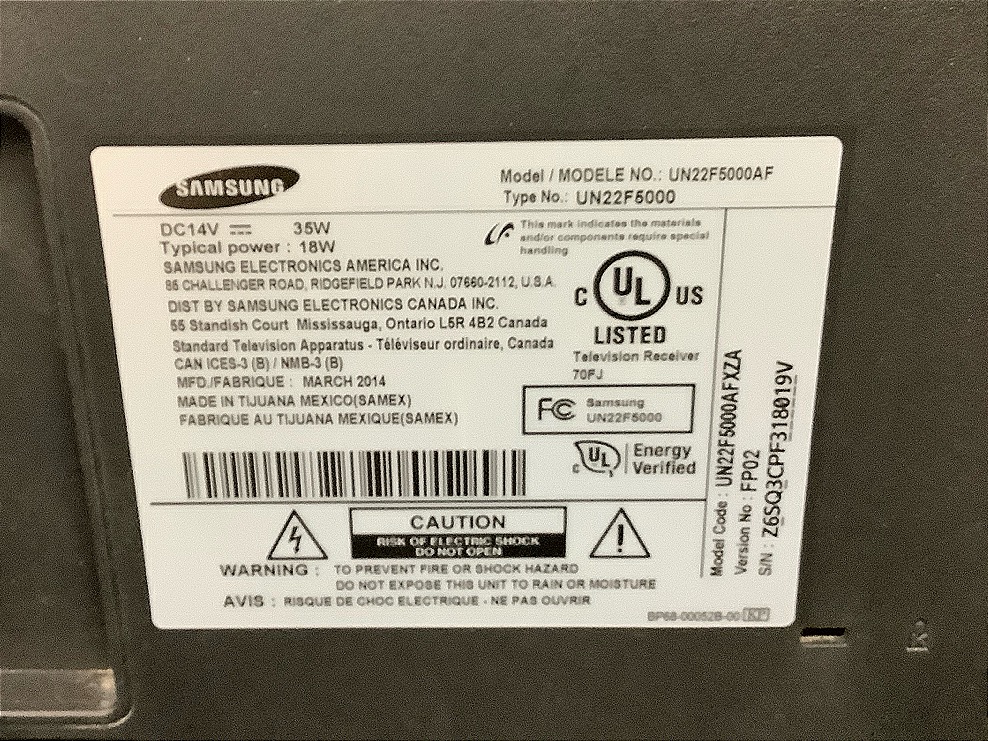 SAMSUNG
Model / MODELE NO.: UN22F5000AF
Type No.: UN22F5000
DC14V 35W
Typical power : 18W
SAMSUNG ELECTRONICS AMERICA INC.
85 CHALLENGER ROAD, RIDGEFIELD PARK N.J. 07660-2112, U.S.A.
DIST BY SAMSUNG ELECTRONICS CANADA INC.
55 Standish Court Mississauga, Ontario L5R 4B2 Canada
Standard Television Apparatus - Téléviseur ordinaire, Canada
CAN ICES-3 (B) / NMB-3 (B)
MFD./FABRIQUE : MARCH 2014
MADE IN TIJUANA MEXICO(SAMEX)
FABRIQUE AU TIJUANA MEXIQUE(SAMEX)
This mark indicates the materials
and/or components require special
handling
C UL US
LISTED
Television Receiver
70FJ
FC Samsung
UN22F5000
C UL Energy
Verified
Model Code : UN22F5000AFXZA
Version No : FP02
S/N : Z6SQ3CPF318019V
CAUTION
RISK OF ELECTRIC SHOCK
DO NOT OPEN
WARNING : TO PREVENT FIRE OR SHOCK HAZARD
DO NOT EXPOSE THIS UNIT TO RAIN OR MOISTURE
AVIS : RISQUE DE CHOC ELECTRIQUE - NE PAS OUVRIR
BP68-00052B-00